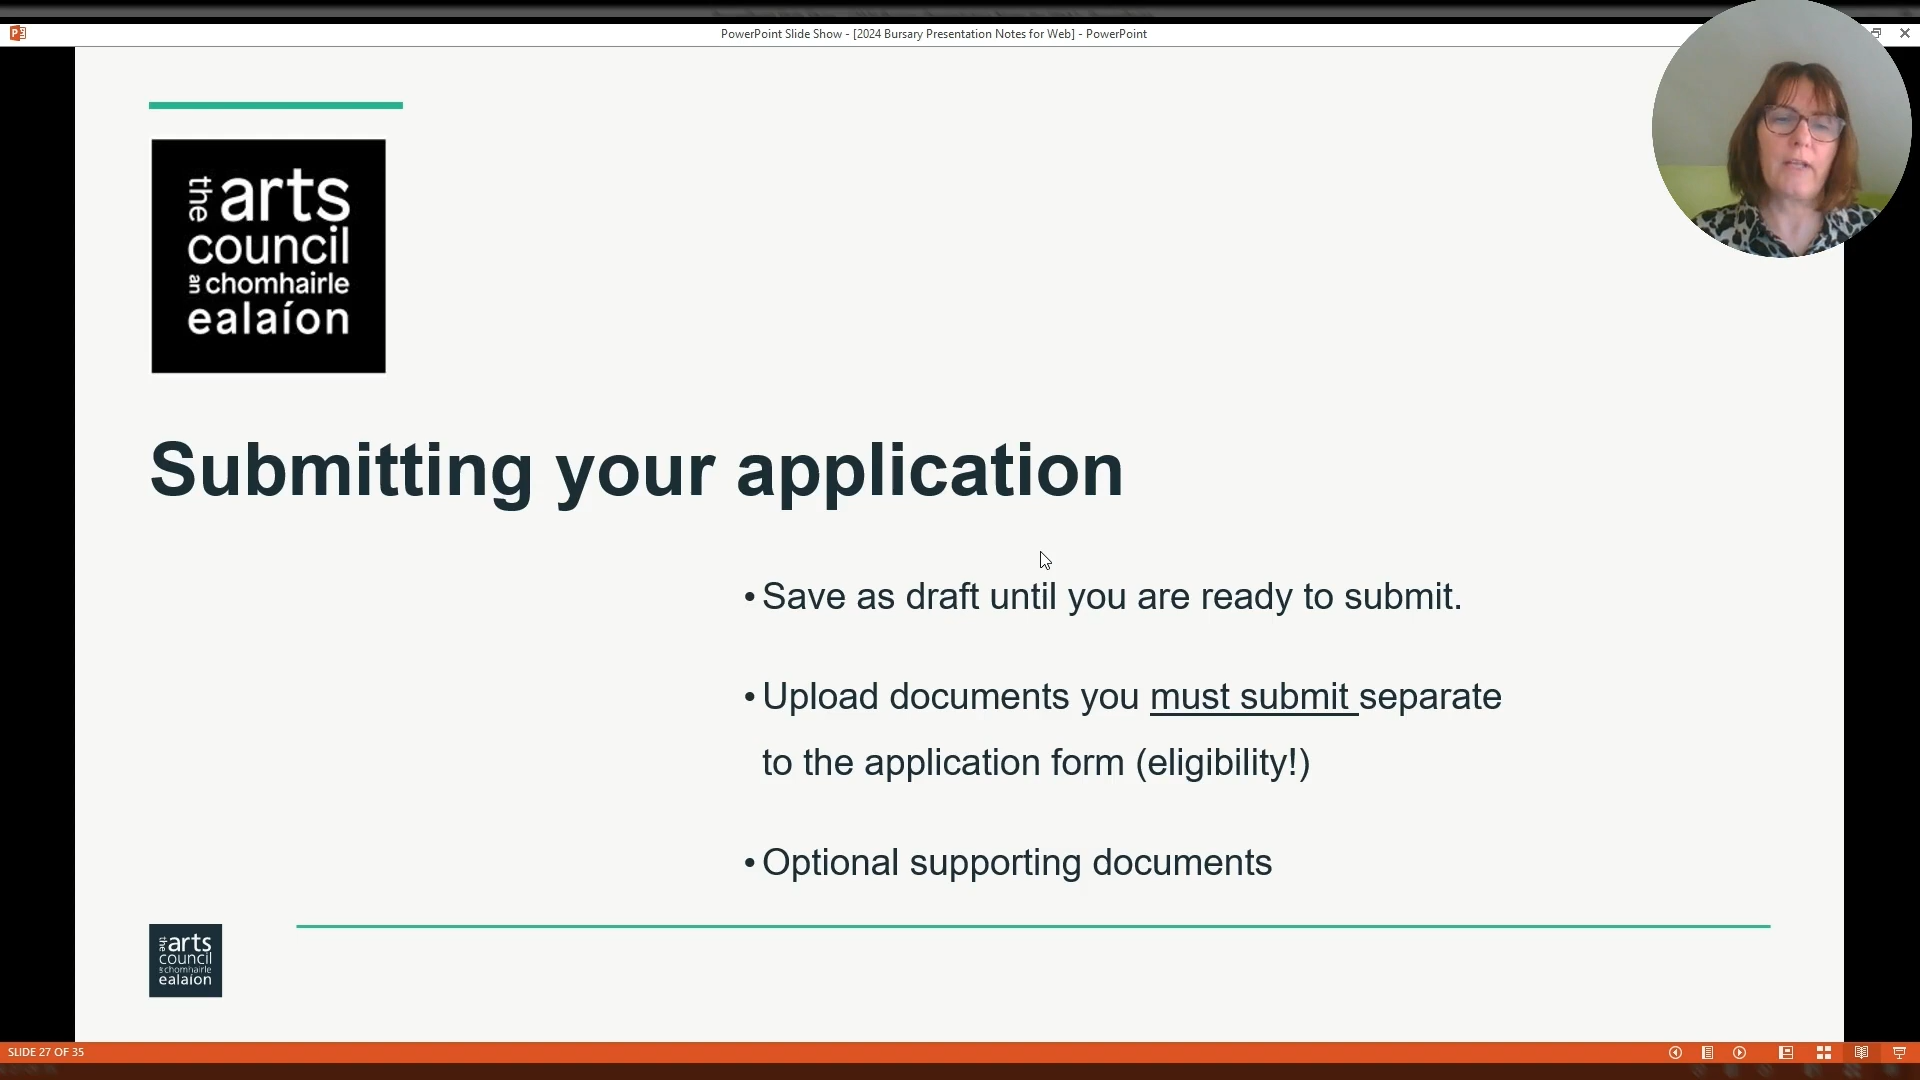 PowerPoint Slide Show - [2024 Bursary Presentation Notes for Web] - PowerPoint
the arts
council
an chomhairle
ealaíon
Submitting your application
• Save as draft until you are ready to submit.
• Upload documents you must submit separate
to the application form (eligibility!)
• Optional supporting documents
the arts
council
an chomhairle
ealaíon
SLIDE 27 OF 35